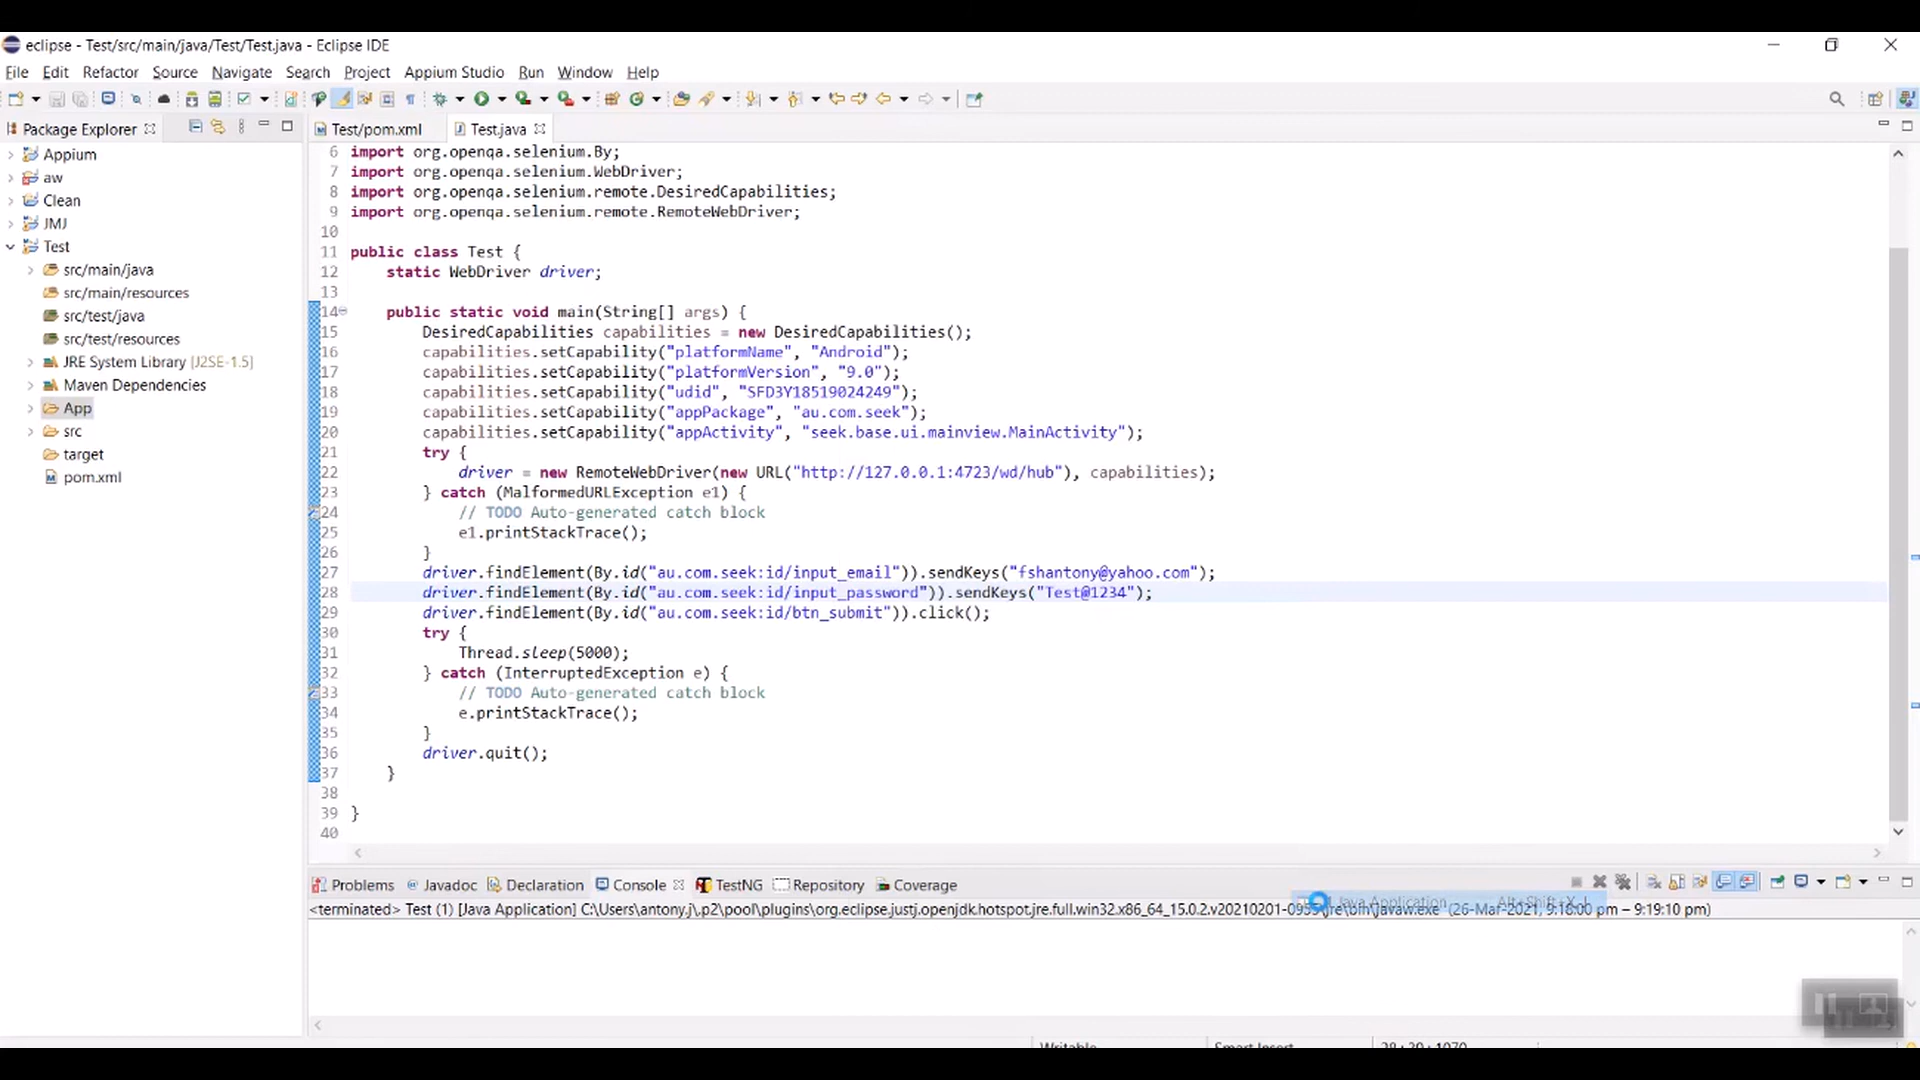 eclipse - Test/src/main/java/Test/Test.java - Eclipse IDE
File Edit Refactor Source Navigate Search Project Appium Studio Run Window Help
Package Explorer
Test/pom.xml
Test.java
Appium
aw
Clean
JMJ
Test
src/main/java
src/main/resources
src/test/java
src/test/resources
JRE System Library [J2SE-1.5]
Maven Dependencies
App
src
target
pom.xml
6 import org.openqa.selenium.By;
7 import org.openqa.selenium.WebDriver;
8 import org.openqa.selenium.remote.DesiredCapabilities;
9 import org.openqa.selenium.remote.RemoteWebDriver;
10
11 public class Test {
12 static WebDriver driver;
13
14 public static void main(String[] args) {
15 DesiredCapabilities capabilities = new DesiredCapabilities();
16 capabilities.setCapability("platformName", "Android");
17 capabilities.setCapability("platformVersion", "9.0");
18 capabilities.setCapability("udid", "SFD3Y18519024249");
19 capabilities.setCapability("appPackage", "au.com.seek");
20 capabilities.setCapability("appActivity", "seek.base.ui.mainview.MainActivity");
21 try {
22 driver = new RemoteWebDriver(new URL("http://127.0.0.1:4723/wd/hub"), capabilities);
23 } catch (MalformedURLException e1) {
24 // TODO Auto-generated catch block
25 e1.printStackTrace();
26 }
27 driver.findElement(By.id("au.com.seek:id/input_email")).sendKeys("fshantony@yahoo.com");
28 driver.findElement(By.id("au.com.seek:id/input_password")).sendKeys("Test@1234");
29 driver.findElement(By.id("au.com.seek:id/btn_submit")).click();
30 try {
31 Thread.sleep(5000);
32 } catch (InterruptedException e) {
33 // TODO Auto-generated catch block
34 e.printStackTrace();
35 }
36 driver.quit();
37 }
38
39 }
40
Problems Javadoc Declaration Console TestNG Repository Coverage
<terminated> Test (1) [Java Application] C:\Users\antony.j\.p2\pool\plugins\org.eclipse.justj.openjdk.hotspot.jre.full.win32.x86_64_15.0.2.v20210201-0955\jre\bin\javaw.exe (26-Mar-2021, 9:18:00 pm – 9:19:10 pm)
Java Application Alt+Shift+X, J
Writable Smart Insert 28 : 39 : 1070